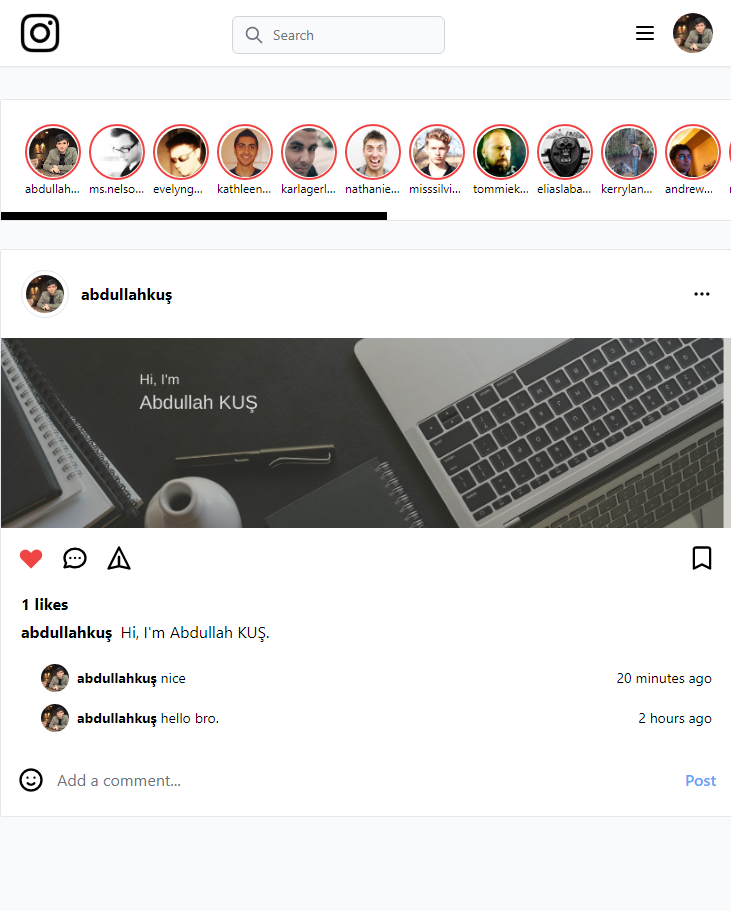 Search
abdullah... ms.nelso... evelyng... kathleen... karlagerl... nathanie... misssilvi... tommiek... eliaslaba... kerrylan... andrew...
abdullahkuş
Hi, I'm
Abdullah KUŞ
1 likes
abdullahkuş Hi, I'm Abdullah KUŞ.
abdullahkuş nice 20 minutes ago
abdullahkuş hello bro. 2 hours ago
Add a comment... Post